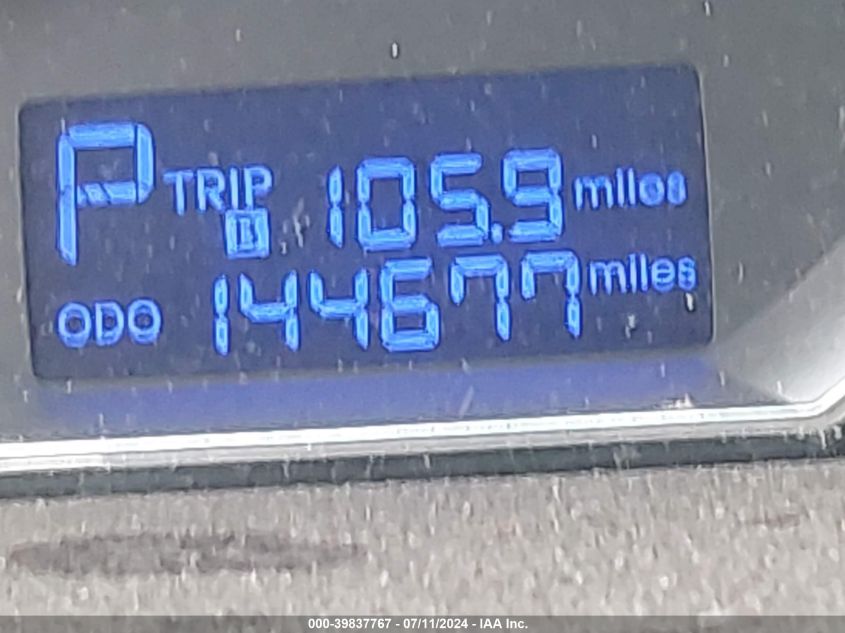 P TRIP B 105.9 miles
ODO 144677 miles
000-39837767 - 07/11/2024 - IAA Inc.